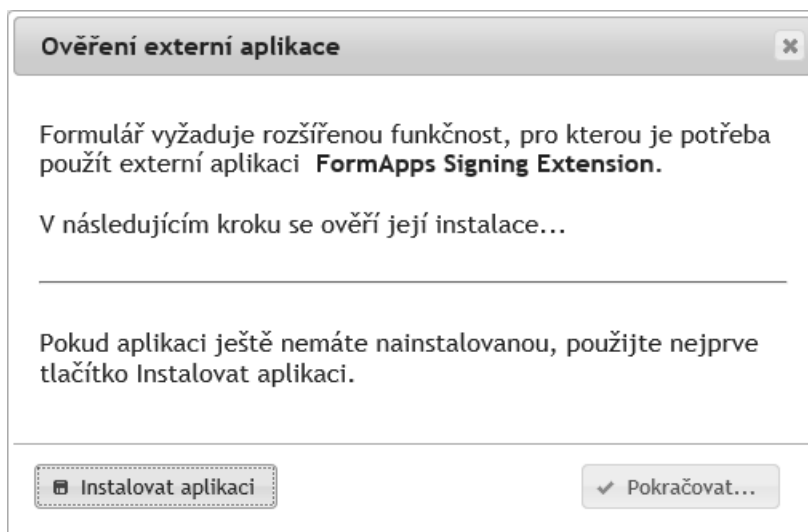 Ověření externí aplikace
Formulář vyžaduje rozšířenou funkčnost, pro kterou je potřeba
použít externí aplikaci FormApps Signing Extension.
V následujícím kroku se ověří její instalace...
Pokud aplikaci ještě nemáte nainstalovanou, použijte nejprve
tlačítko Instalovat aplikaci.
Instalovat aplikaci
Pokračovat...